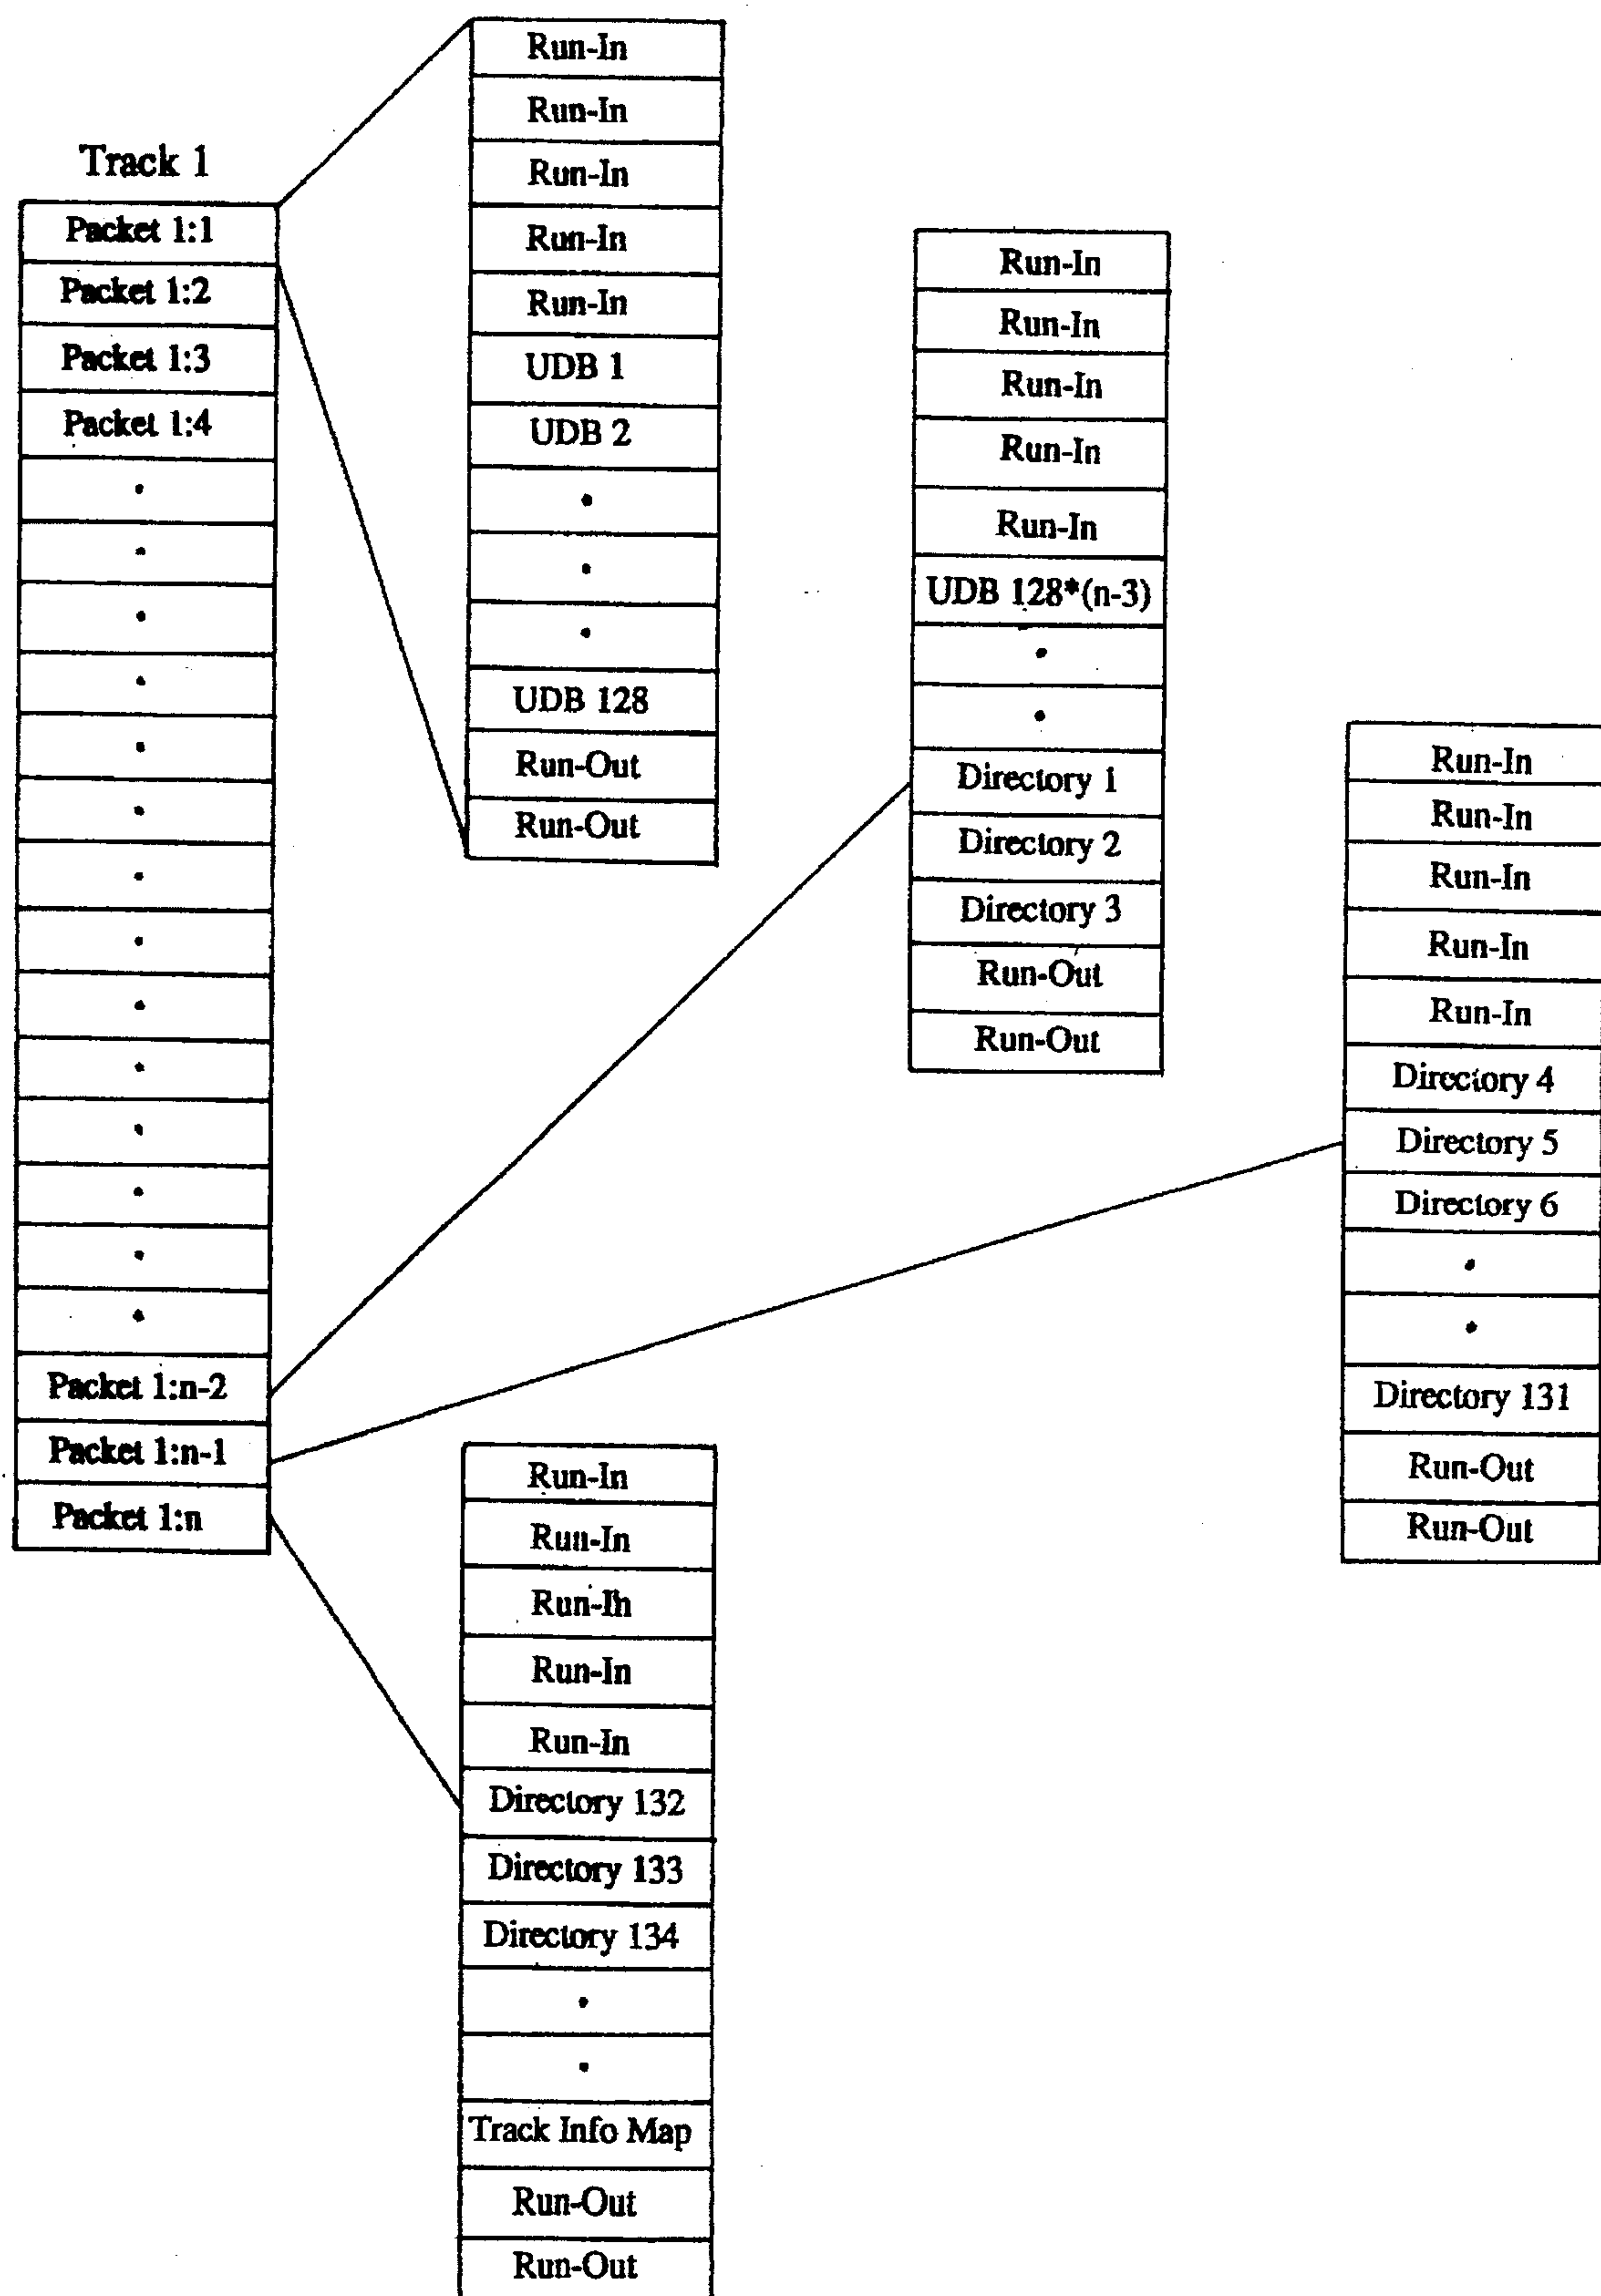 Track 1
Packet 1:1
Packet 1:2
Packet 1:3
Packet 1:4
Packet 1:n-2
Packet 1:n-1
Packet 1:n
Run-In
Run-In
Run-In
Run-In
Run-In
UDB 1
UDB 2
UDB 128
Run-Out
Run-Out
Run-In
Run-In
Run-In
Run-In
Run-In
UDB 128*(n-3)
Directory 1
Directory 2
Directory 3
Run-Out
Run-Out
Run-In
Run-In
Run-In
Run-In
Run-In
Directory 4
Directory 5
Directory 6
Directory 131
Run-Out
Run-Out
Run-In
Run-In
Run-In
Run-In
Run-In
Directory 132
Directory 133
Directory 134
Track Info Map
Run-Out
Run-Out